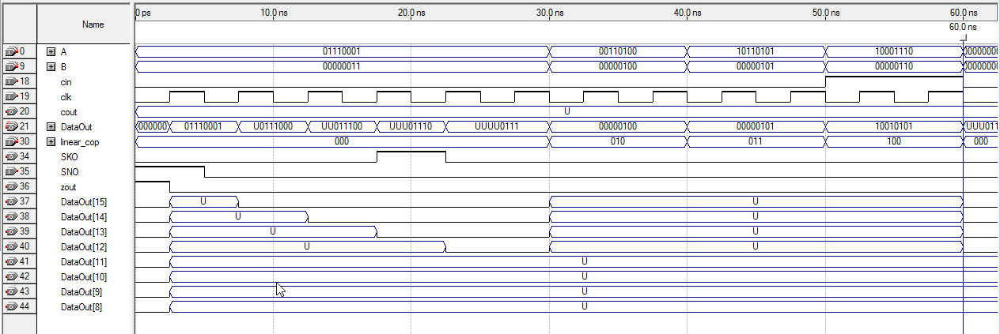 Name 0 ps 10.0 ns 20.0 ns 30.0 ns 40.0 ns 50.0 ns 60.0 ns
60.0 ns
0 A 01110001 00110100 10110101 10001110 0000000
9 B 00000011 00000100 00000101 00000110 0000000
18 cin
19 clk
20 cout U
21 DataOut 000000 01110001 U0111000 UU011100 UUU01110 UUUU0111 00000100 00000101 10010101 UUU011
30 linear_cop 000 010 011 100 000
34 SKO
35 SNO
36 zout
37 DataOut[15] U U
38 DataOut[14] U U
39 DataOut[13] U U
40 DataOut[12] U U
41 DataOut[11] U
42 DataOut[10] U
43 DataOut[9] U
44 DataOut[8] U